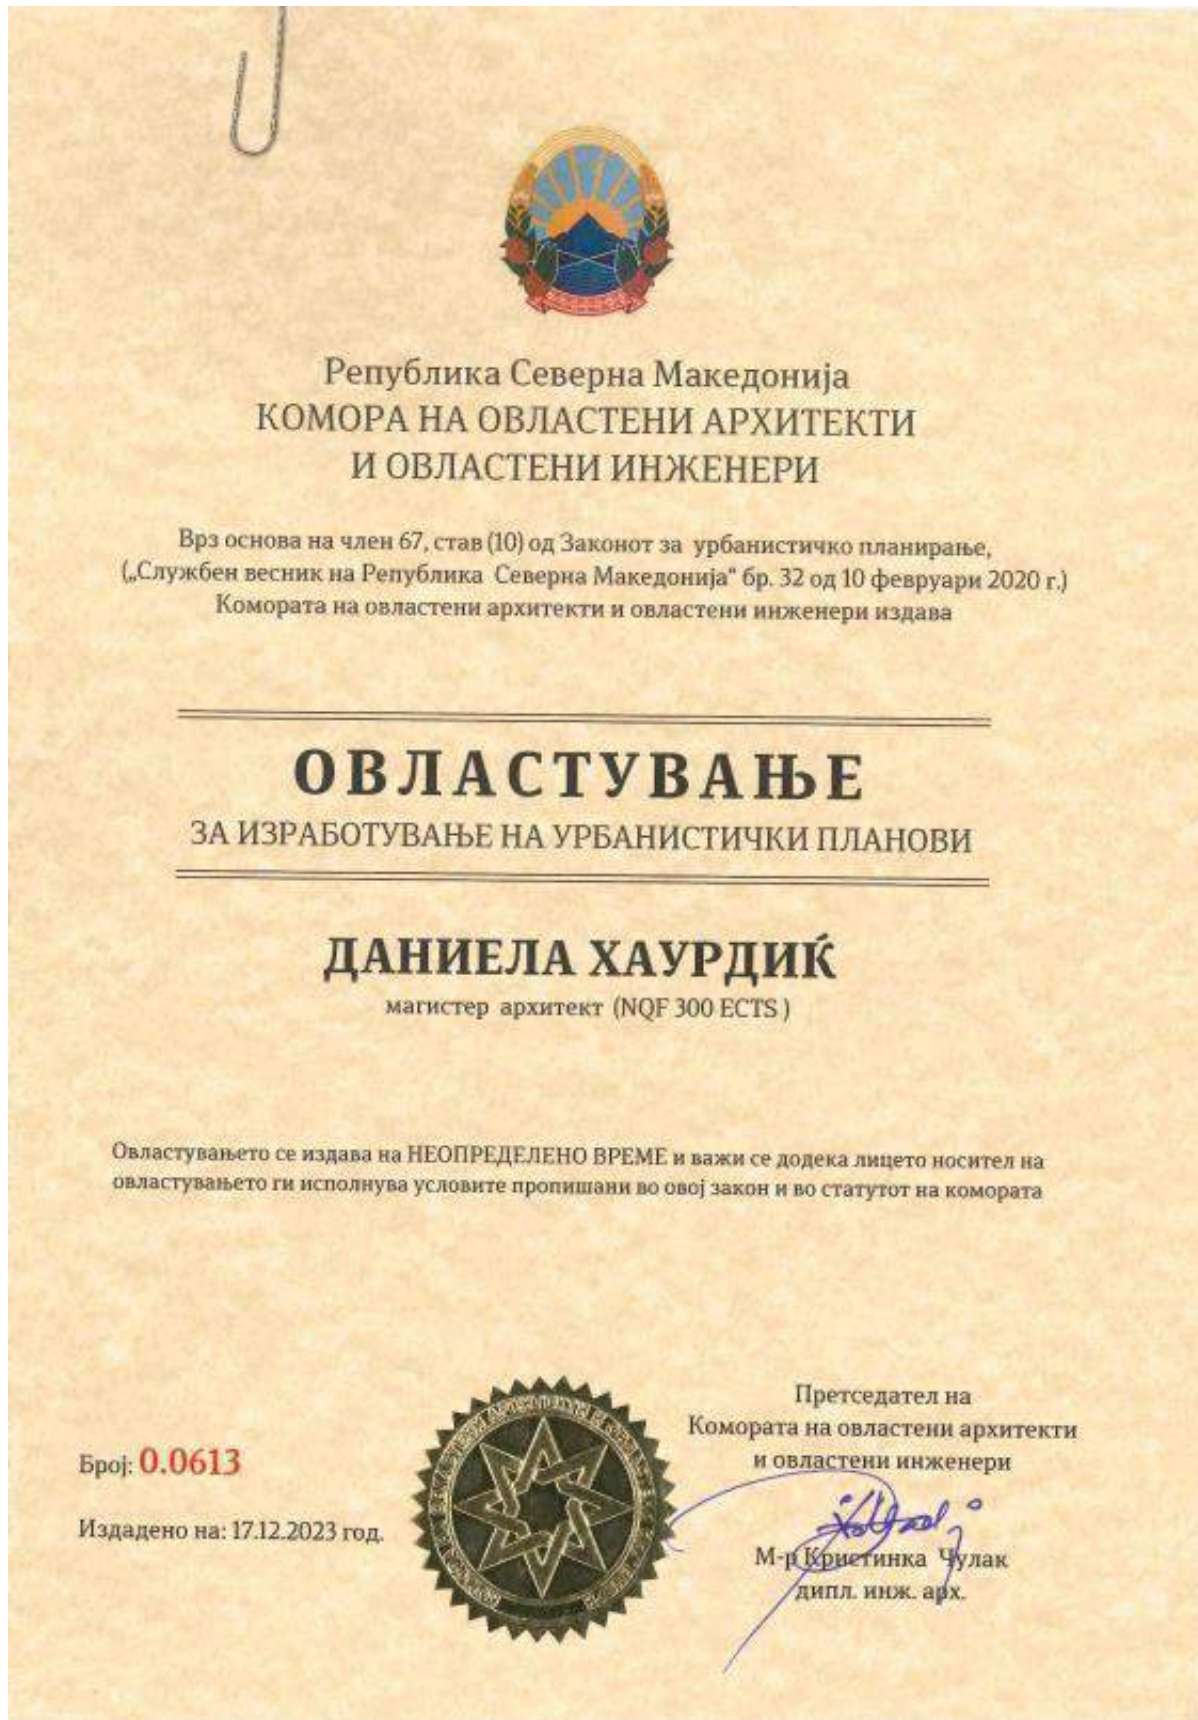 Република Северна Македонија
КОМОРА НА ОВЛАСТЕНИ АРХИТЕКТИ
И ОВЛАСТЕНИ ИНЖЕНЕРИ
Врз основа на член 67, став (10) од Законот за урбанистичко планирање,
(„Службен весник на Република Северна Македонија“ бр. 32 од 10 февруари 2020 г.)
Комората на овластени архитекти и овластени инженери издава
ОВЛАСТУВАЊЕ
ЗА ИЗРАБОТУВАЊЕ НА УРБАНИСТИЧКИ ПЛАНОВИ
ДАНИЕЛА ХАУРДИЌ
магистер архитект (NQF 300 ECTS )
Овластувањето се издава на НЕОПРЕДЕЛЕНО ВРЕМЕ и важи се додека лицето носител на
овластувањето ги исполнува условите пропишани во овој закон и во статутот на комората
Број: 0.0613
Издадено на: 17.12.2023 год.
Претседател на
Комората на овластени архитекти
и овластени инженери
М-р Кристинка Чулак
дипл. инж. арх.